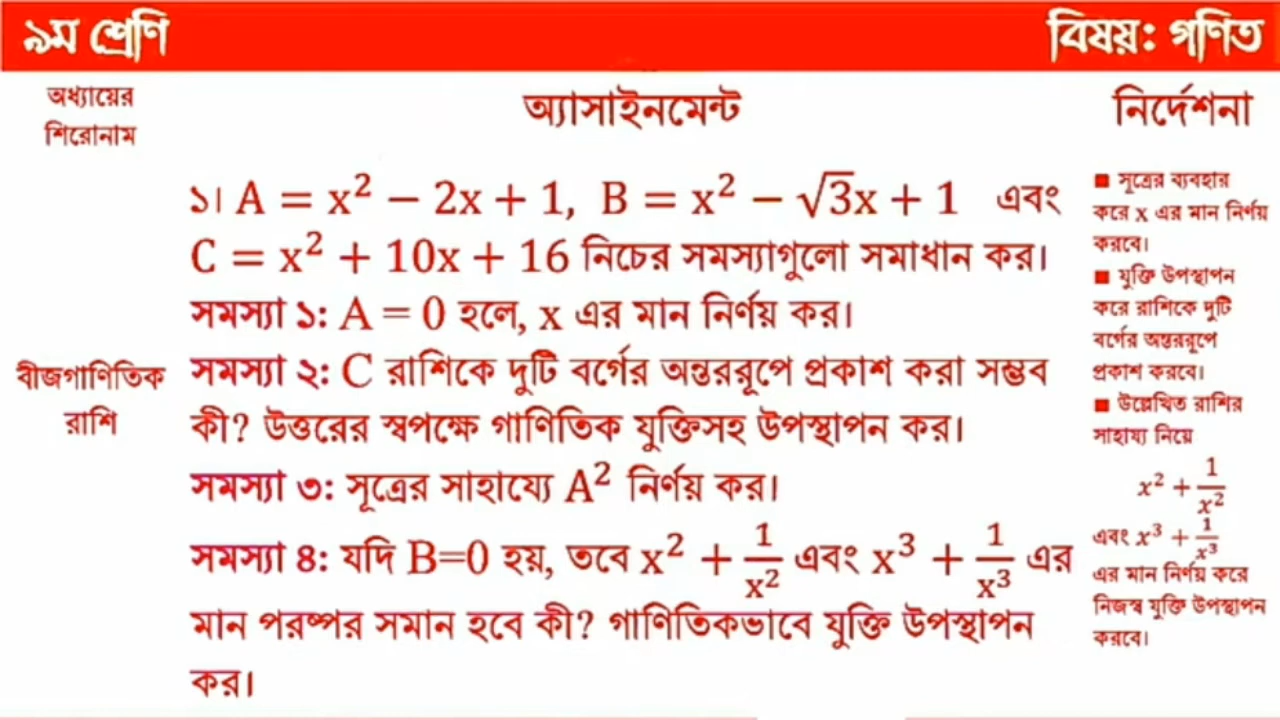 ৯ম শ্রেণি
বিষয়: গণিত
অধ্যায়ের
শিরোনাম
অ্যাসাইনমেন্ট
নির্দেশনা
বীজগাণিতিক
রাশি
১। A = x² − 2x + 1, B = x² − √3x + 1 এবং
C = x² + 10x + 16 নিচের সমস্যাগুলো সমাধান কর।
সমস্যা ১: A = 0 হলে, x এর মান নির্ণয় কর।
সমস্যা ২: C রাশিকে দুটি বর্গের অন্তররূপে প্রকাশ করা সম্ভব
কী? উত্তরের স্বপক্ষে গাণিতিক যুক্তিসহ উপস্থাপন কর।
সমস্যা ৩: সূত্রের সাহায্যে A² নির্ণয় কর।
সমস্যা 8: যদি B=0 হয়, তবে x² + 1/x² এবং x³ + 1/x³ এর
মান পরষ্পর সমান হবে কী? গাণিতিকভাবে যুক্তি উপস্থাপন
কর।
■ সূত্রের ব্যবহার
করে x এর মান নির্ণয়
করবে।
■ যুক্তি উপস্থাপন
করে রাশিকে দুটি
বর্গের অন্তররূপে
প্রকাশ করবে।
■ উল্লেখিত রাশির
সাহায্য নিয়ে
x² + 1/x²
এবং x³ + 1/x³
এর মান নির্ণয় করে
নিজস্ব যুক্তি উপস্থাপন
করবে।